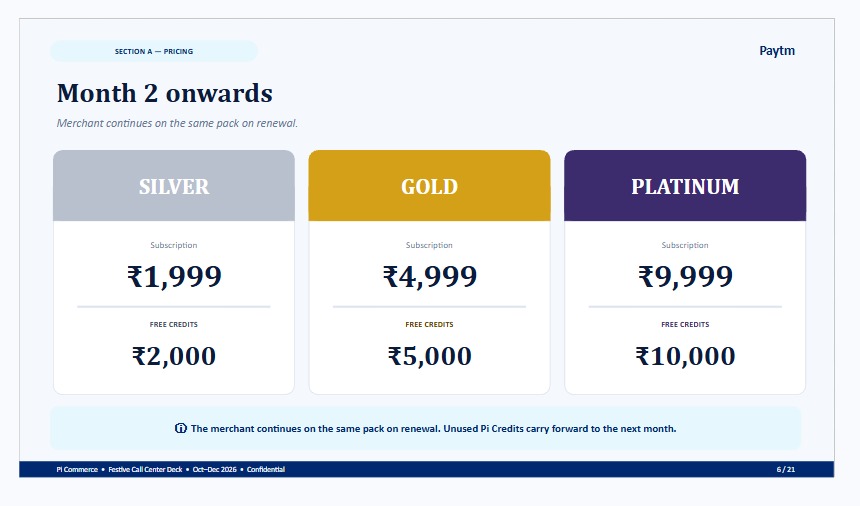 SECTION A — PRICING
Paytm
Month 2 onwards
Merchant continues on the same pack on renewal.
SILVER
Subscription
₹1,999
FREE CREDITS
₹2,000
GOLD
Subscription
₹4,999
FREE CREDITS
₹5,000
PLATINUM
Subscription
₹9,999
FREE CREDITS
₹10,000
ⓘ The merchant continues on the same pack on renewal. Unused Pi Credits carry forward to the next month.
Pi Commerce • Festive Call Center Deck • Oct–Dec 2026 • Confidential
6 / 21